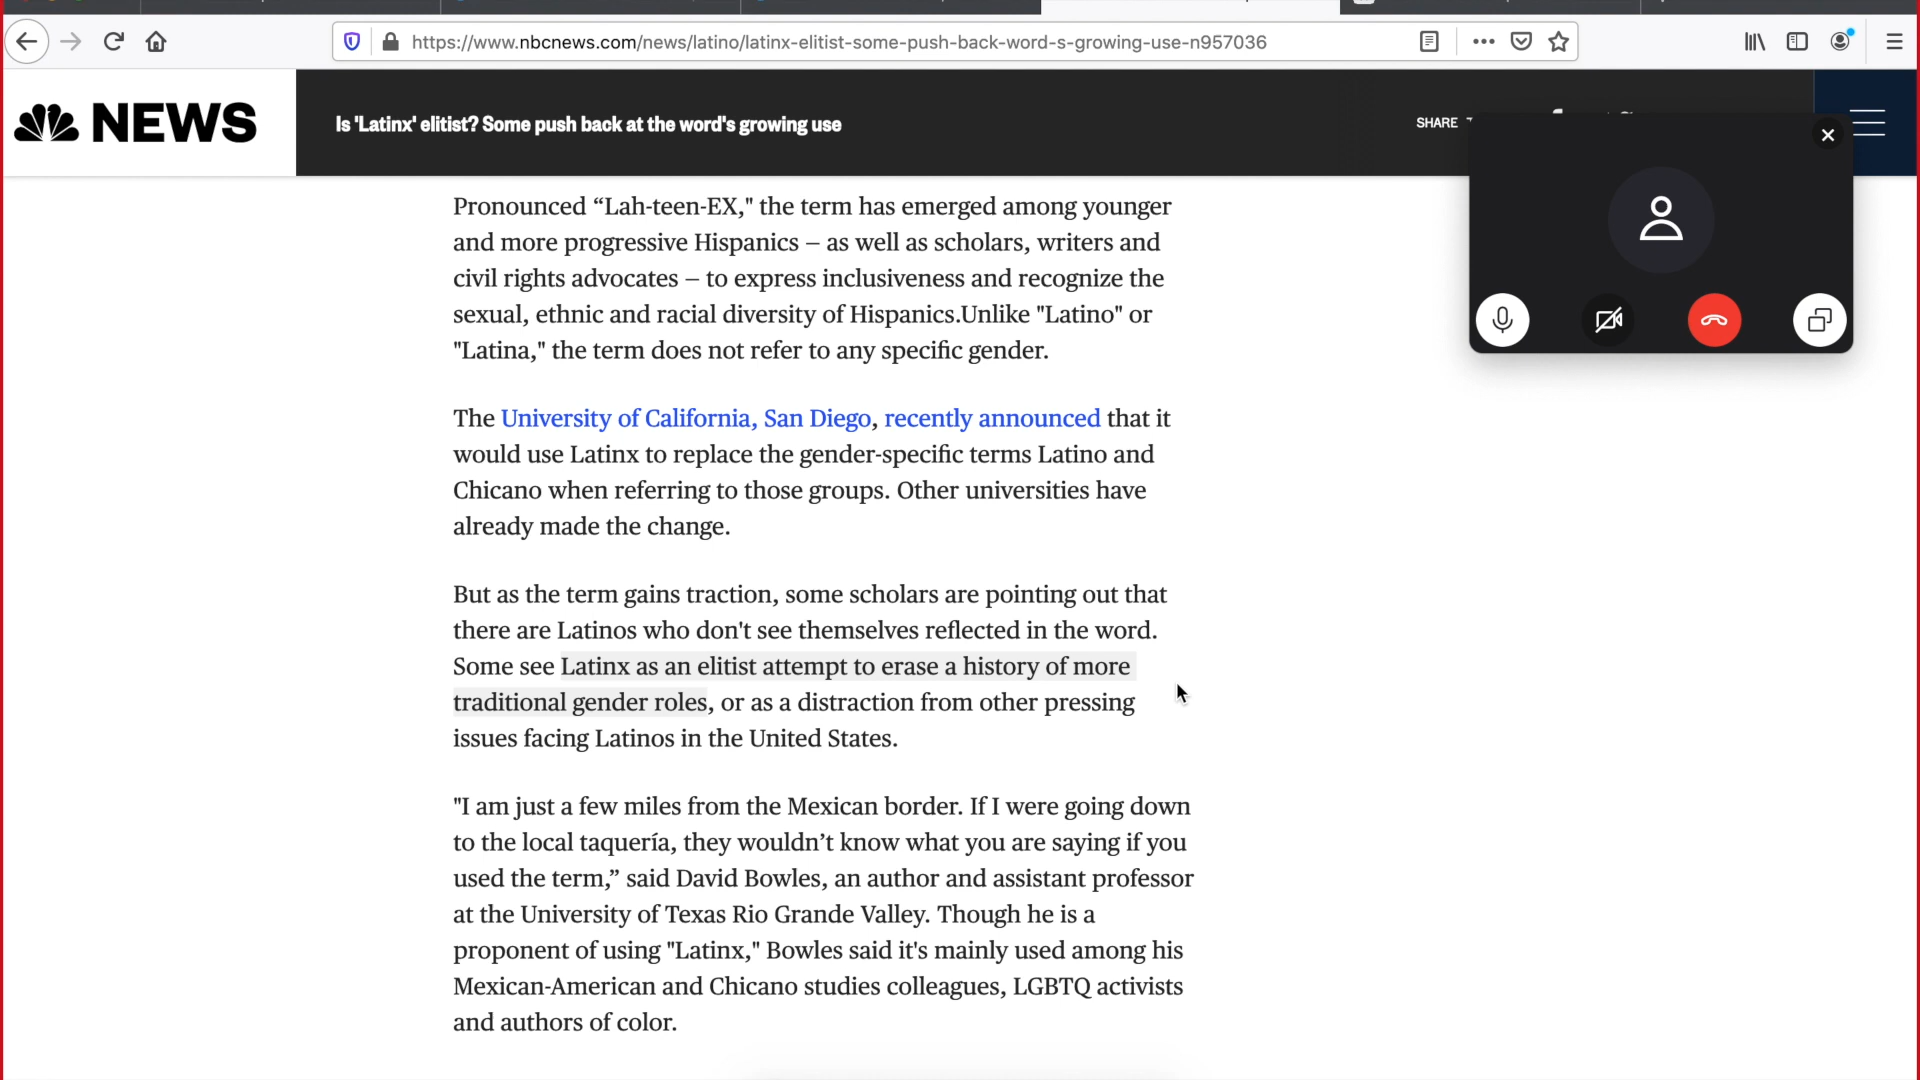 https://www.nbcnews.com/news/latino/latinx-elitist-some-push-back-word-s-growing-use-n957036
NEWS
Is 'Latinx' elitist? Some push back at the word's growing use
SHARE
Pronounced “Lah-teen-EX," the term has emerged among younger
and more progressive Hispanics – as well as scholars, writers and
civil rights advocates – to express inclusiveness and recognize the
sexual, ethnic and racial diversity of Hispanics.Unlike "Latino" or
"Latina," the term does not refer to any specific gender.
The University of California, San Diego, recently announced that it
would use Latinx to replace the gender-specific terms Latino and
Chicano when referring to those groups. Other universities have
already made the change.
But as the term gains traction, some scholars are pointing out that
there are Latinos who don't see themselves reflected in the word.
Some see Latinx as an elitist attempt to erase a history of more
traditional gender roles, or as a distraction from other pressing
issues facing Latinos in the United States.
"I am just a few miles from the Mexican border. If I were going down
to the local taquería, they wouldn’t know what you are saying if you
used the term,” said David Bowles, an author and assistant professor
at the University of Texas Rio Grande Valley. Though he is a
proponent of using "Latinx," Bowles said it's mainly used among his
Mexican-American and Chicano studies colleagues, LGBTQ activists
and authors of color.